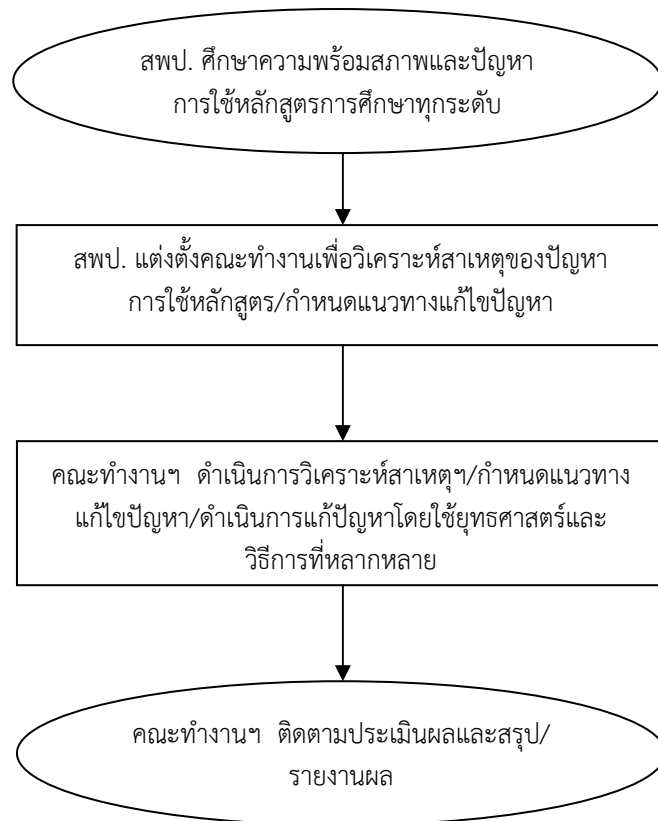 สพป. ศึกษาความพร้อมสภาพและปัญหา
การใช้หลักสูตรการศึกษาทุกระดับ
สพป. แต่งตั้งคณะทำงานเพื่อวิเคราะห์สาเหตุของปัญหา
การใช้หลักสูตร/กำหนดแนวทางแก้ไขปัญหา
คณะทำงานฯ ดำเนินการวิเคราะห์สาเหตุฯ/กำหนดแนวทาง
แก้ไขปัญหา/ดำเนินการแก้ปัญหาโดยใช้ยุทธศาสตร์และ
วิธีการที่หลากหลาย
คณะทำงานฯ ติดตามประเมินผลและสรุป/
รายงานผล